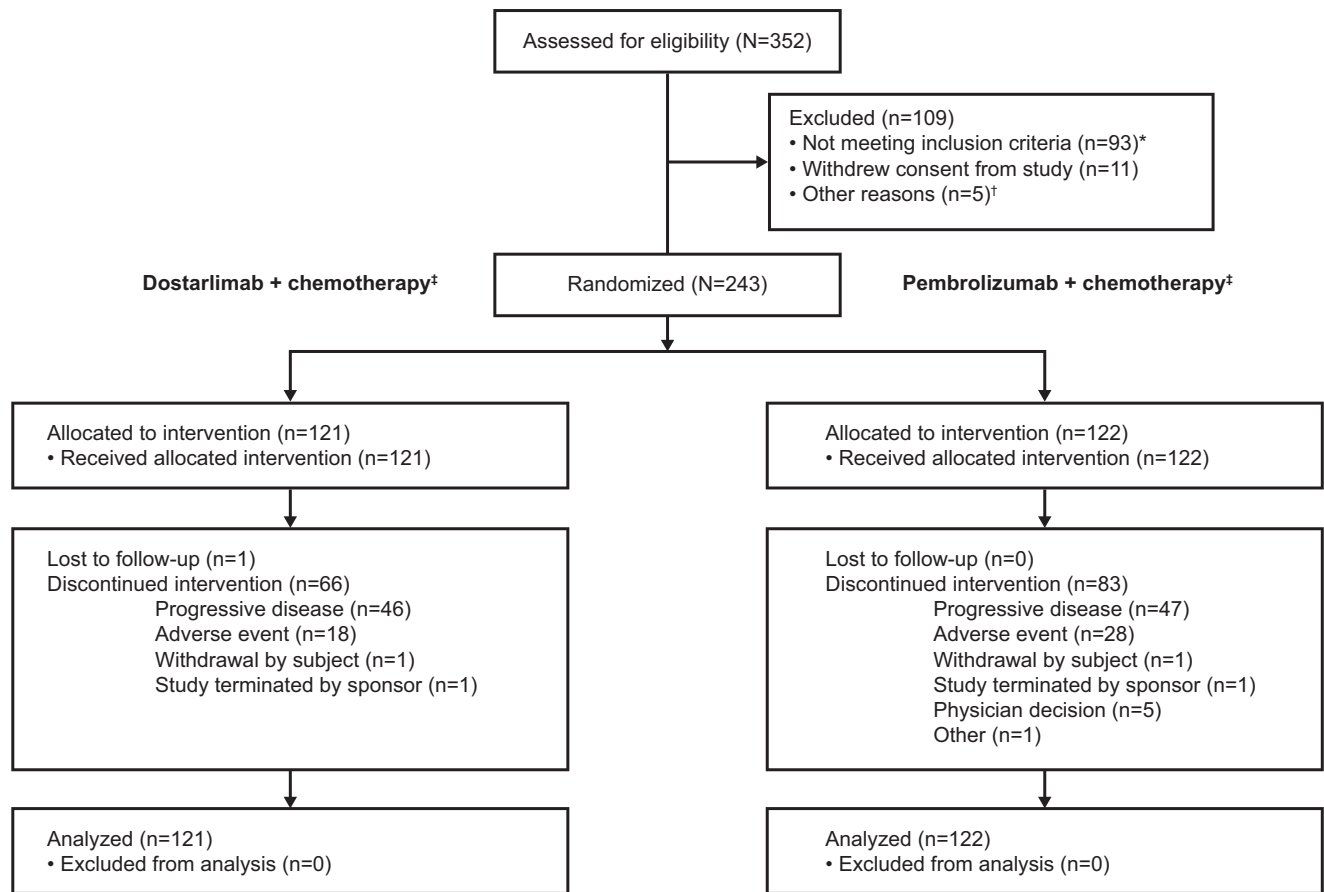 Assessed for eligibility (N=352)
Excluded (n=109)
• Not meeting inclusion criteria (n=93)*
• Withdrew consent from study (n=11)
• Other reasons (n=5)†
Randomized (N=243)
Dostarlimab + chemotherapy‡
Pembrolizumab + chemotherapy‡
Allocated to intervention (n=121)
• Received allocated intervention (n=121)
Allocated to intervention (n=122)
• Received allocated intervention (n=122)
Lost to follow-up (n=1)
Discontinued intervention (n=66)
Progressive disease (n=46)
Adverse event (n=18)
Withdrawal by subject (n=1)
Study terminated by sponsor (n=1)
Lost to follow-up (n=0)
Discontinued intervention (n=83)
Progressive disease (n=47)
Adverse event (n=28)
Withdrawal by subject (n=1)
Study terminated by sponsor (n=1)
Physician decision (n=5)
Other (n=1)
Analyzed (n=121)
• Excluded from analysis (n=0)
Analyzed (n=122)
• Excluded from analysis (n=0)